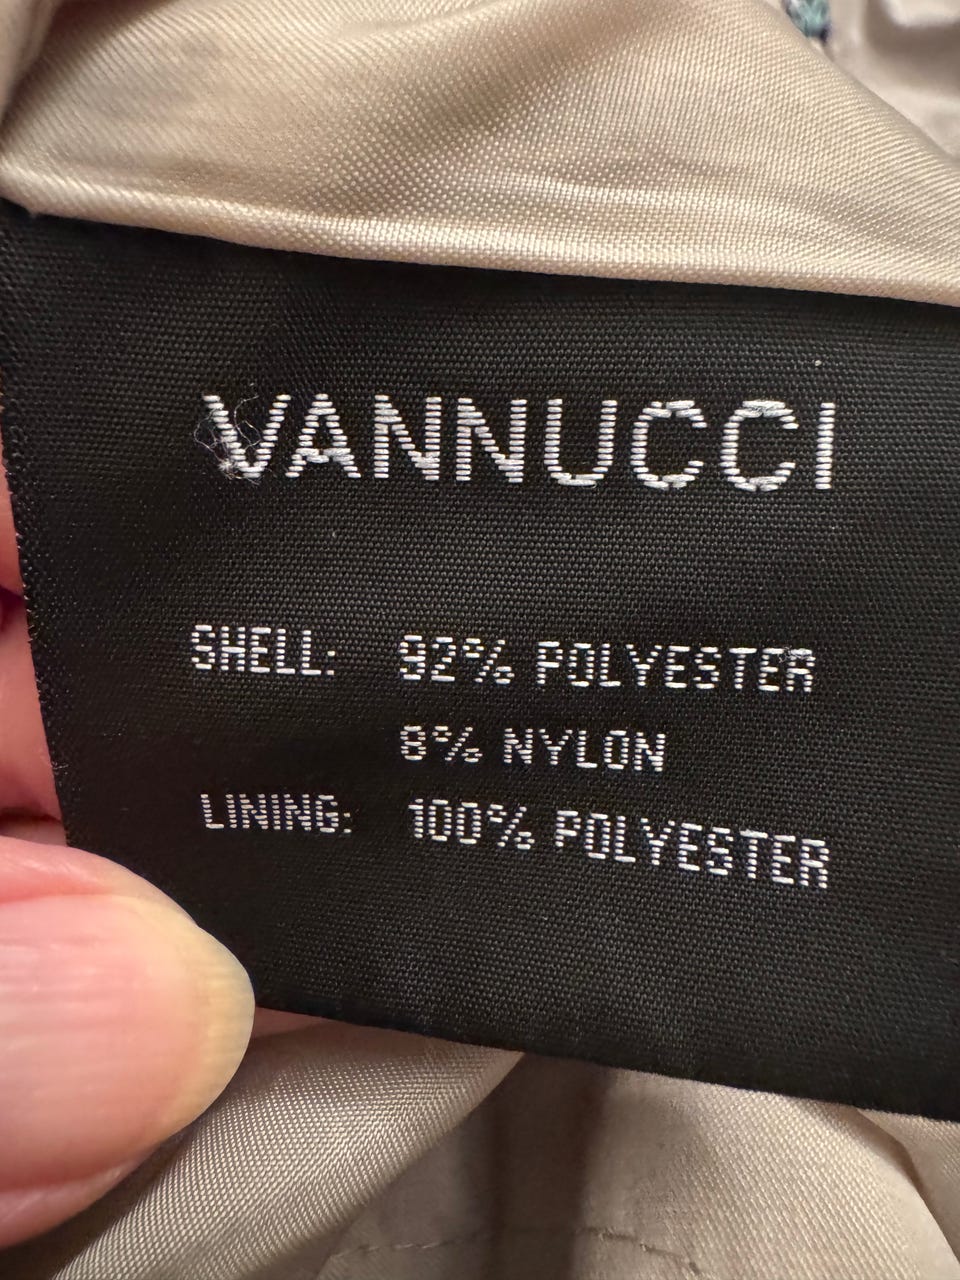 VANNUCCI
SHELL: 92% POLYESTER
8% NYLON
LINING: 100% POLYESTER